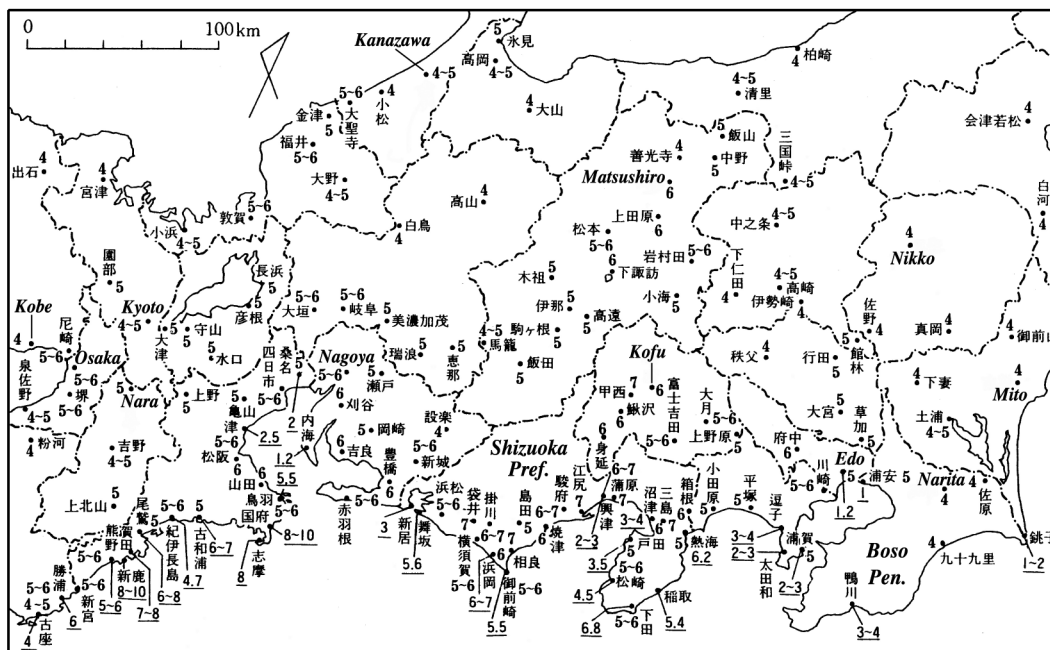 0 100km
Kanazawa
Matsushiro
Nikko
Kobe
Kyoto
Osaka
Nara
Nagoya
Kofu
Shizuoka
Pref.
Edo
Mito
Narita
Boso
Pen.
氷見 5
高岡 4~5
4~5
小松 4
大聖寺 5~6
金津 5
福井 5~6
大野 4~5
大山 4
柏崎 4
清里 4~5
飯山 5
善光寺 4
中野 5
三国峠 4~5
会津若松 4
白河 4
出石 4
宮津 4
小浜 4~5
敦賀 5~6
高山 4
白鳥 4
6
上田原 6
松本 5~6
下諏訪 6
岩村田 5~6
中之条 4~5
下仁田 4
高崎 4~5
伊勢崎 4
4
佐野 4
館林 5
真岡 4
御前山 4
園部 5
長浜 5
彦根 5
守山 5
大津 5
水口 5
4~5
大垣 5~6
岐阜 5~6
美濃加茂 5
瑞浪 5
恵那 5
馬籠 4~5
木祖 5
伊那 5
高遠 5
駒ヶ根 5
飯田 5
小海 5
秩父 4
行田 5
下妻 4
4
土浦 4~5
尼崎 5~6
4
泉佐野 4~5
堺 5~6
粉河 4
吉野 4~5
上野 5
桑名 5
四日市 5~6
亀山 5
津 6
松阪 6
山田 6
鳥羽 5~6
国府 6
志摩
瀬戸 5
刈谷 6
岡崎 5
吉良 6
内海 6
設楽 4
新城 5~6
豊橋 6
赤羽根 5~6
新居
舞坂
浜松 5~6
袋井 7
掛川 7
横須賀 5~6
浜岡
御前崎
相良 7
島田 5
焼津 6
駿府 6
江尻 7
興津
蒲原 6~7
身延 6
甲西 7
鰍沢 6
6
富士吉田 5~6
大月 5
上野原 5~6
沼津 6
三島 7
箱根 6
小田原 5
熱海
平塚 5
戸田
松崎 5~6
下田 5~6
稲取
逗子
浦賀 5
太田和
府中 6
川崎 5~6
大宮 5
草加 5
浦安 5
4
佐原 4
銚子
九十九里 4
鴨川
上北山 5
尾鷲 5
賀田 5~6
新鹿
熊野 5~6
紀伊長島 5~6
古和浦 5
勝浦 5~6
新宮 5~6
古座 4~5
2.5
2
1.2
5.5
8~10
8
6~7
4.7
6~8
7~8
8~10
5~6
6
4
3
5.6
6~7
5.5
2~3
3~4
3.5
4.5
6.8
5.4
6.2
3~4
2~3
2~3
1.2
1
3~4
1~2